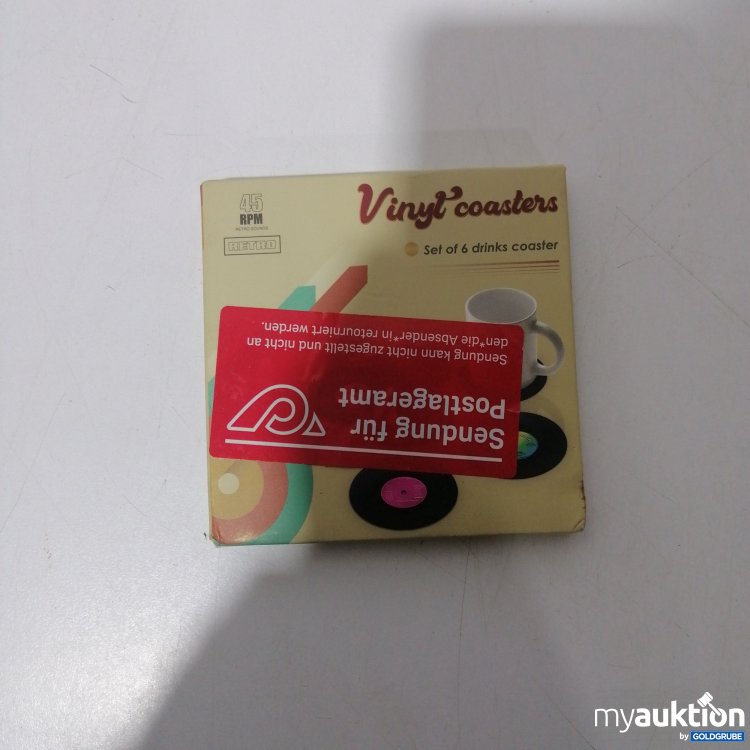 45
RPM
RETRO SOUNDS
RETRO
Vinyl coasters
Set of 6 drinks coaster
Sendung für
Postlageramt
Sendung kann nicht zugestellt und nicht an
den*die Absender*in retourniert werden.
myauktion
by GOLDGRUBE